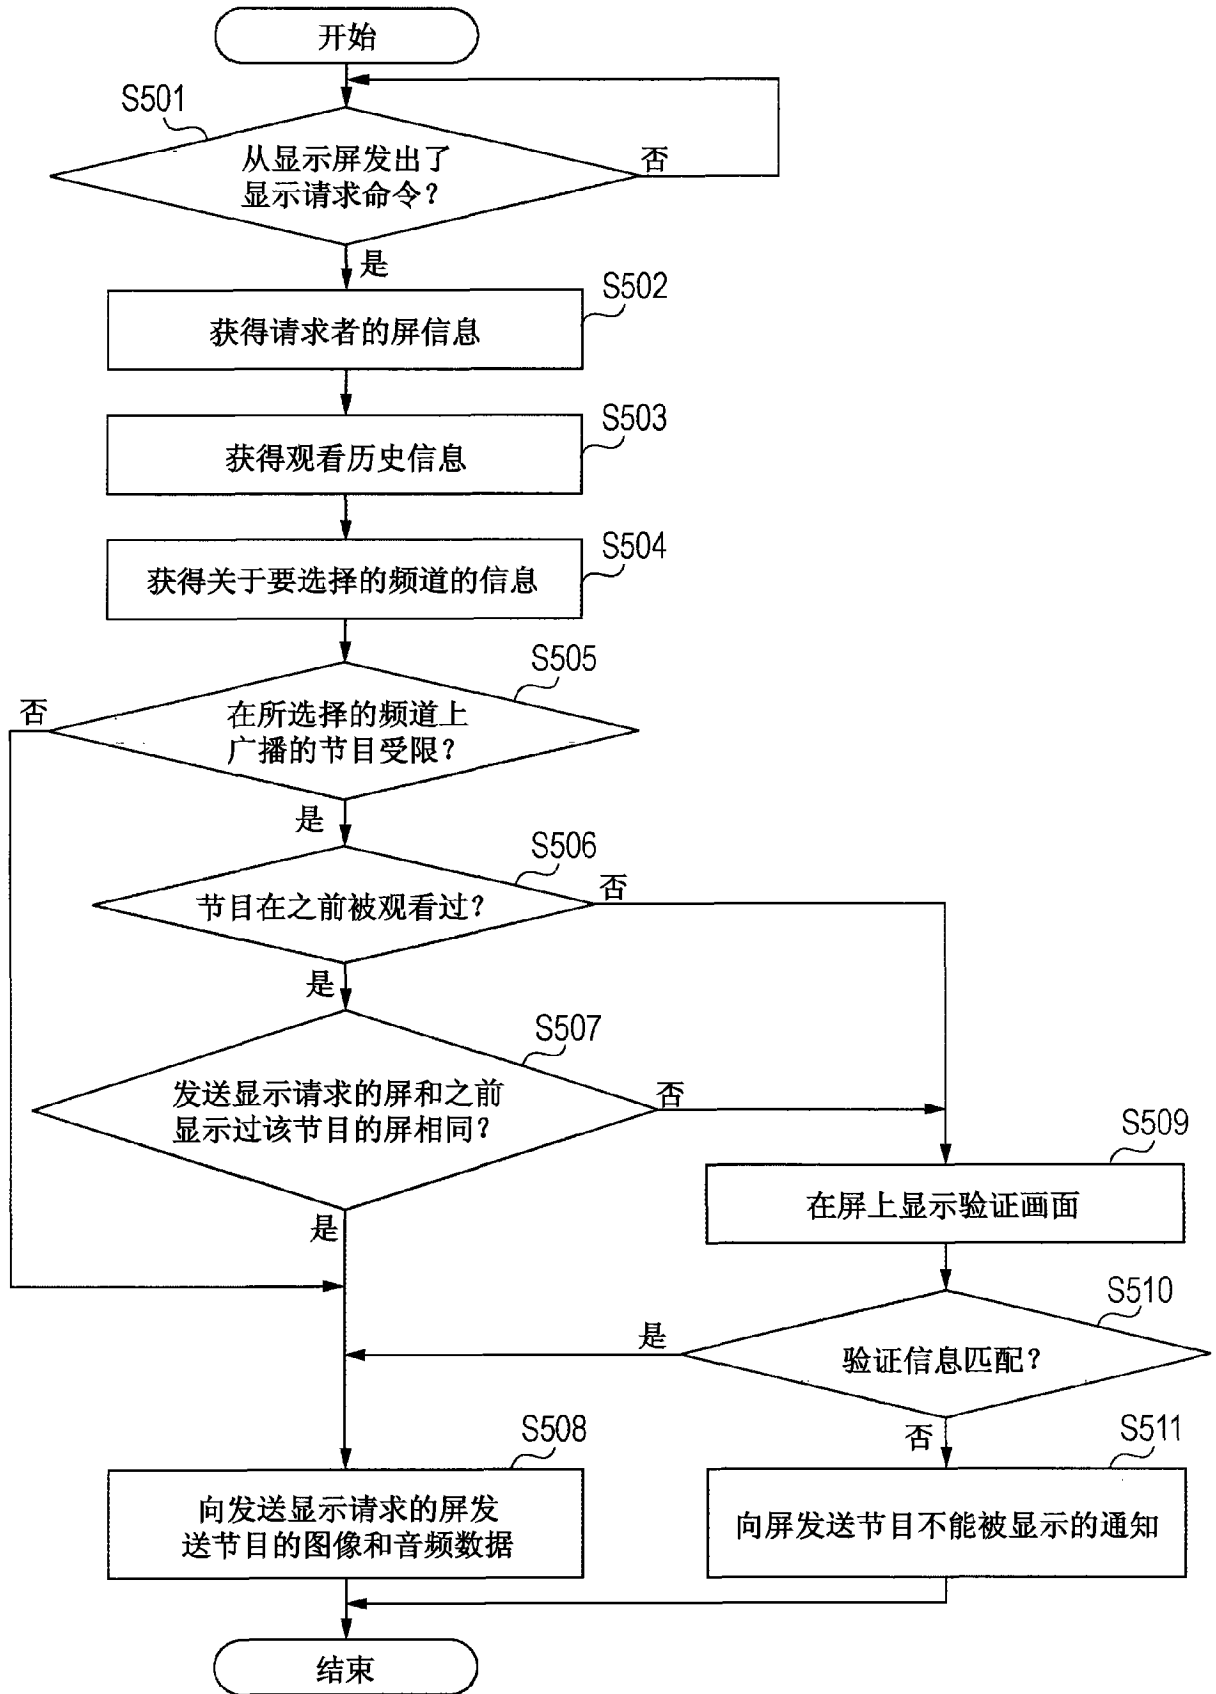 开始
S501
从显示屏发出了
显示请求命令?
否
是
S502
获得请求者的屏信息
S503
获得观看历史信息
S504
获得关于要选择的频道的信息
S505
否
在所选择的频道上
广播的节目受限?
是
S506
否
节目在之前被观看过?
是
S507
发送显示请求的屏和之前
显示过该节目的屏相同?
否
S509
在屏上显示验证画面
是
S510
是
验证信息匹配?
S508
否
S511
向发送显示请求的屏发
送节目的图像和音频数据
向屏发送节目不能被显示的通知
结束